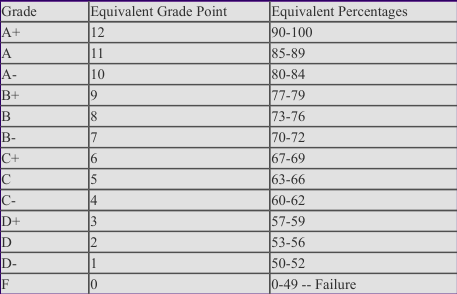 Grade Equivalent Grade Point Equivalent Percentages
A+ 12 90-100
A 11 85-89
A- 10 80-84
B+ 9 77-79
B 8 73-76
B- 7 70-72
C+ 6 67-69
C 5 63-66
C- 4 60-62
D+ 3 57-59
D 2 53-56
D- 1 50-52
F 0 0-49 -- Failure